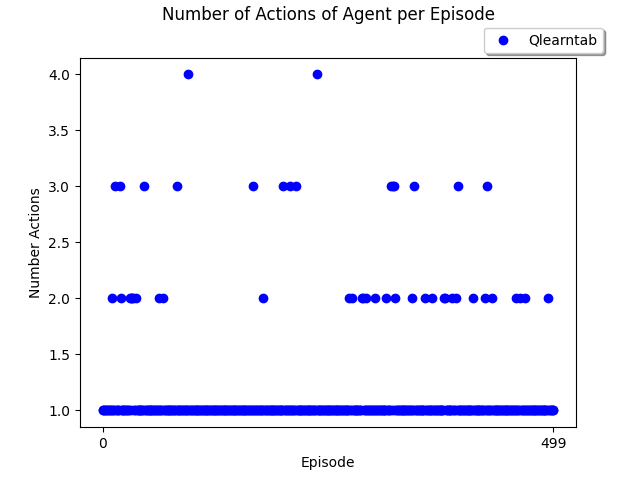 Number of Actions of Agent per Episode
Qlearntab
4.0
3.5
3.0
2.5
2.0
1.5
1.0
Number Actions
0
499
Episode